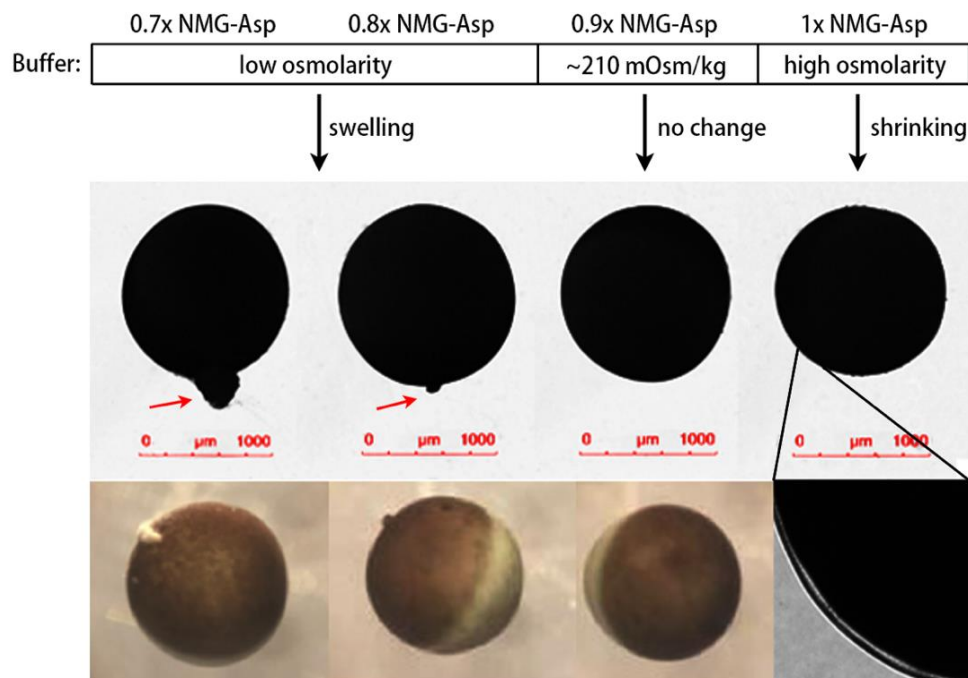 0.7x NMG-Asp 0.8x NMG-Asp 0.9x NMG-Asp 1x NMG-Asp
Buffer: low osmolarity ~210 mOsm/kg high osmolarity
swelling no change shrinking
0 µm 1000 0 µm 1000 0 µm 1000 0 µm 1000